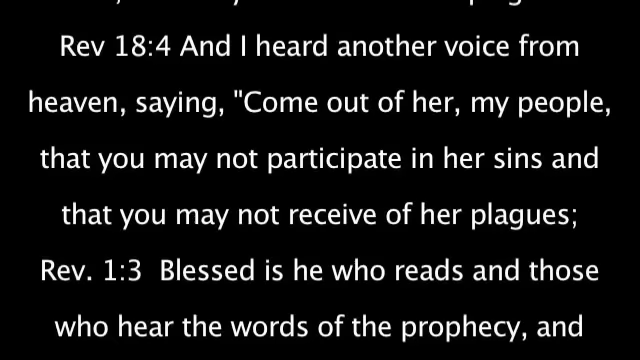 Rev 18:4 And I heard another voice from
heaven, saying, "Come out of her, my people,
that you may not participate in her sins and
that you may not receive of her plagues;
Rev. 1:3  Blessed is he who reads and those
who hear the words of the prophecy, and